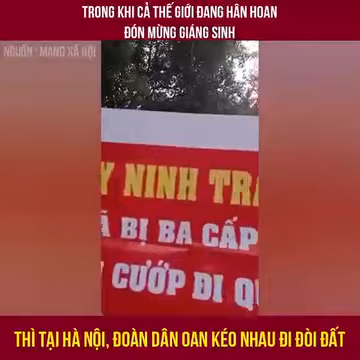 TRONG KHI CẢ THẾ GIỚI ĐANG HÂN HOAN
ĐÓN MỪNG GIÁNG SINH
NGUỒN : MẠNG XÃ HỘI
Y NINH TRA
Ã BỊ BA CẤP
CƯỚP ĐI QU
THÌ TẠI HÀ NỘI, ĐOÀN DÂN OAN KÉO NHAU ĐI ĐÒI ĐẤT